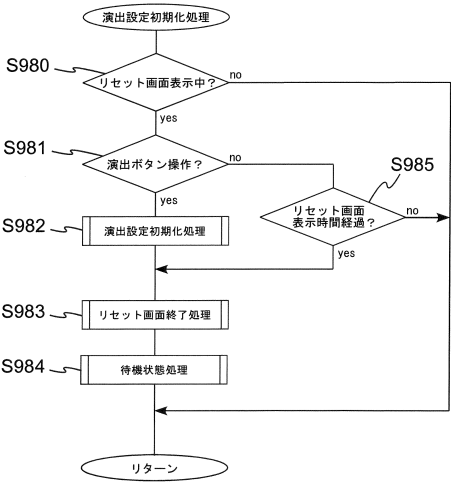 演出設定初期化処理
S980
リセット画面表示中？
no
yes
S981
演出ボタン操作？
no
yes
S985
リセット画面
表示時間経過？
no
yes
S982
演出設定初期化処理
S983
リセット画面終了処理
S984
待機状態処理
リターン